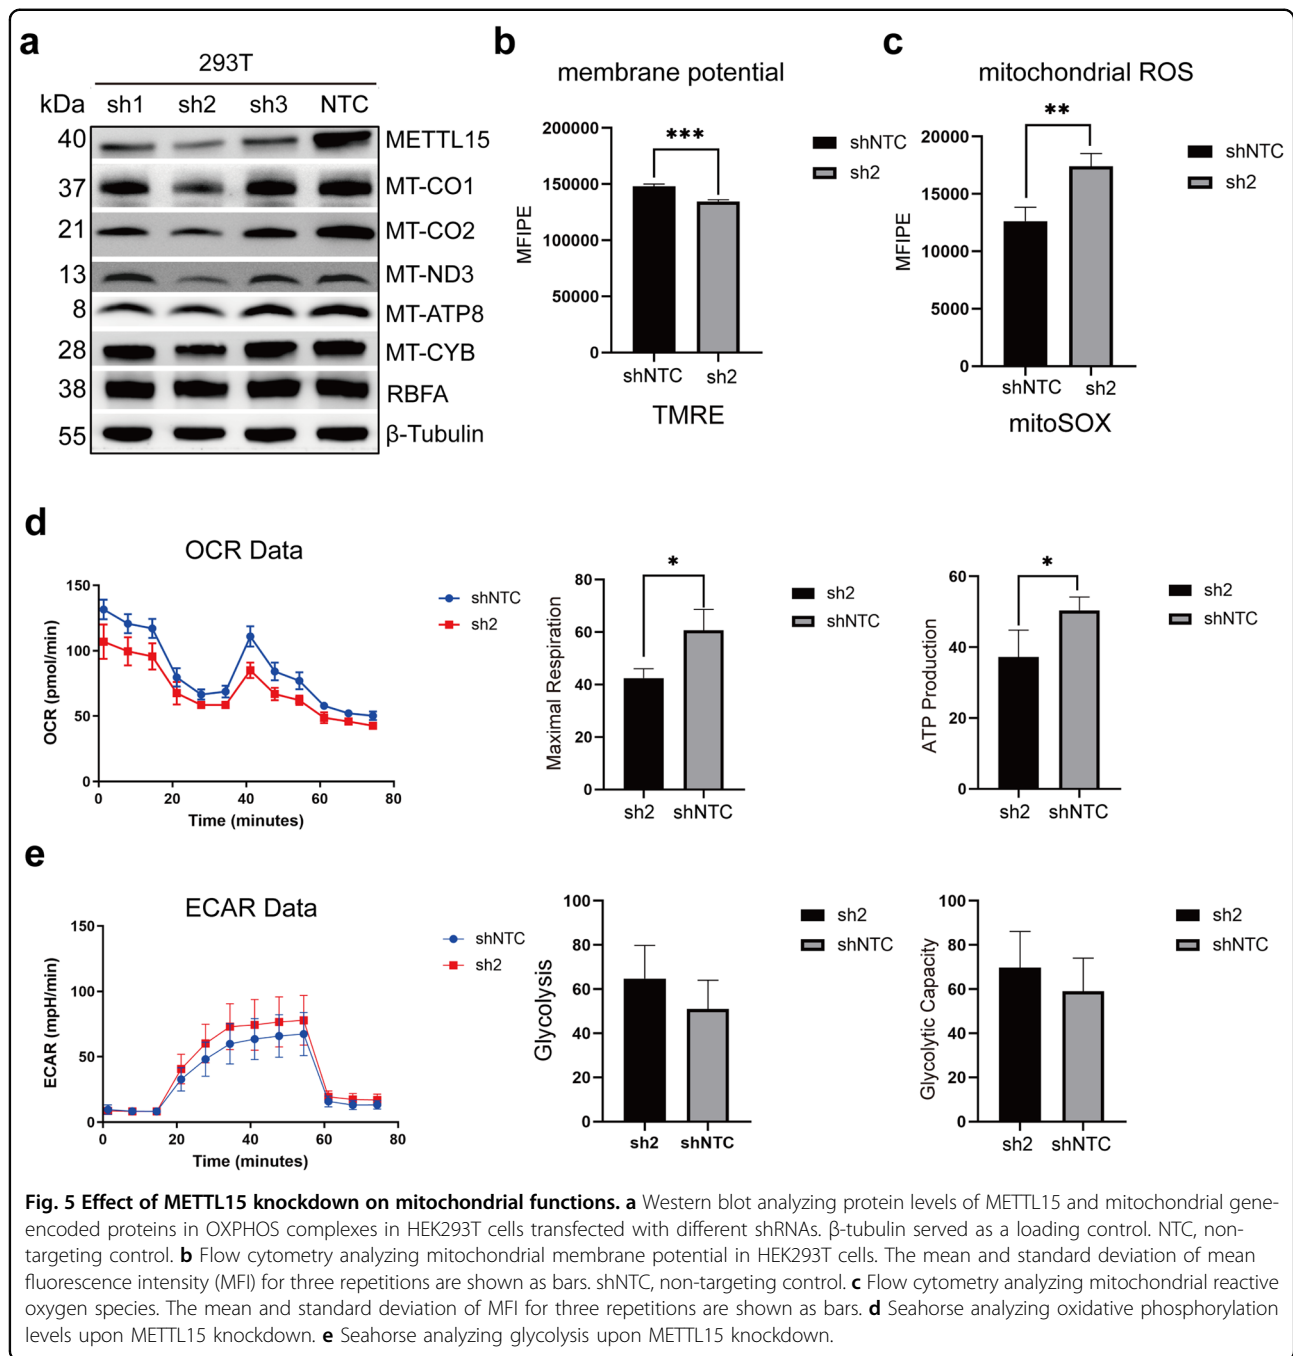 a
293T
kDa sh1 sh2 sh3 NTC
40 METTL15
37 MT-CO1
21 MT-CO2
13 MT-ND3
8 MT-ATP8
28 MT-CYB
38 RBFA
55 β-Tubulin
b
membrane potential
200000
150000
100000
50000
0
MFIPE
***
shNTC
sh2
shNTC sh2
TMRE
c
mitochondrial ROS
20000
15000
10000
5000
0
MFIPE
**
shNTC
sh2
shNTC sh2
mitoSOX
d
OCR Data
150
100
50
0
OCR (pmol/min)
0 20 40 60 80
Time (minutes)
shNTC
sh2
80
60
40
20
0
Maximal Respiration
*
sh2
shNTC
sh2 shNTC
60
40
20
0
ATP Production
*
sh2
shNTC
sh2 shNTC
e
ECAR Data
150
100
50
0
ECAR (mpH/min)
0 20 40 60 80
Time (minutes)
shNTC
sh2
100
80
60
40
20
0
Glycolysis
sh2
shNTC
sh2 shNTC
100
80
60
40
20
0
Glycolytic Capacity
sh2
shNTC
sh2 shNTC
Fig. 5 Effect of METTL15 knockdown on mitochondrial functions. a Western blot analyzing protein levels of METTL15 and mitochondrial gene-
encoded proteins in OXPHOS complexes in HEK293T cells transfected with different shRNAs. β-tubulin served as a loading control. NTC, non-
targeting control. b Flow cytometry analyzing mitochondrial membrane potential in HEK293T cells. The mean and standard deviation of mean
fluorescence intensity (MFI) for three repetitions are shown as bars. shNTC, non-targeting control. c Flow cytometry analyzing mitochondrial reactive
oxygen species. The mean and standard deviation of MFI for three repetitions are shown as bars. d Seahorse analyzing oxidative phosphorylation
levels upon METTL15 knockdown. e Seahorse analyzing glycolysis upon METTL15 knockdown.